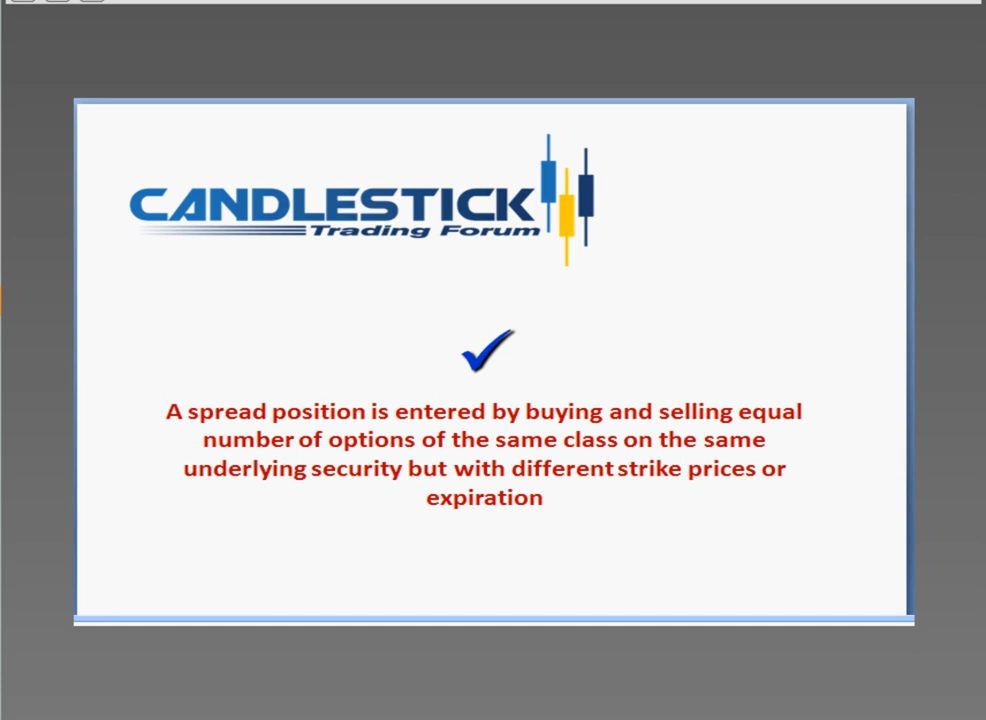 CANDLESTICK
Trading Forum
A spread position is entered by buying and selling equal
number of options of the same class on the same
underlying security but with different strike prices or
expiration